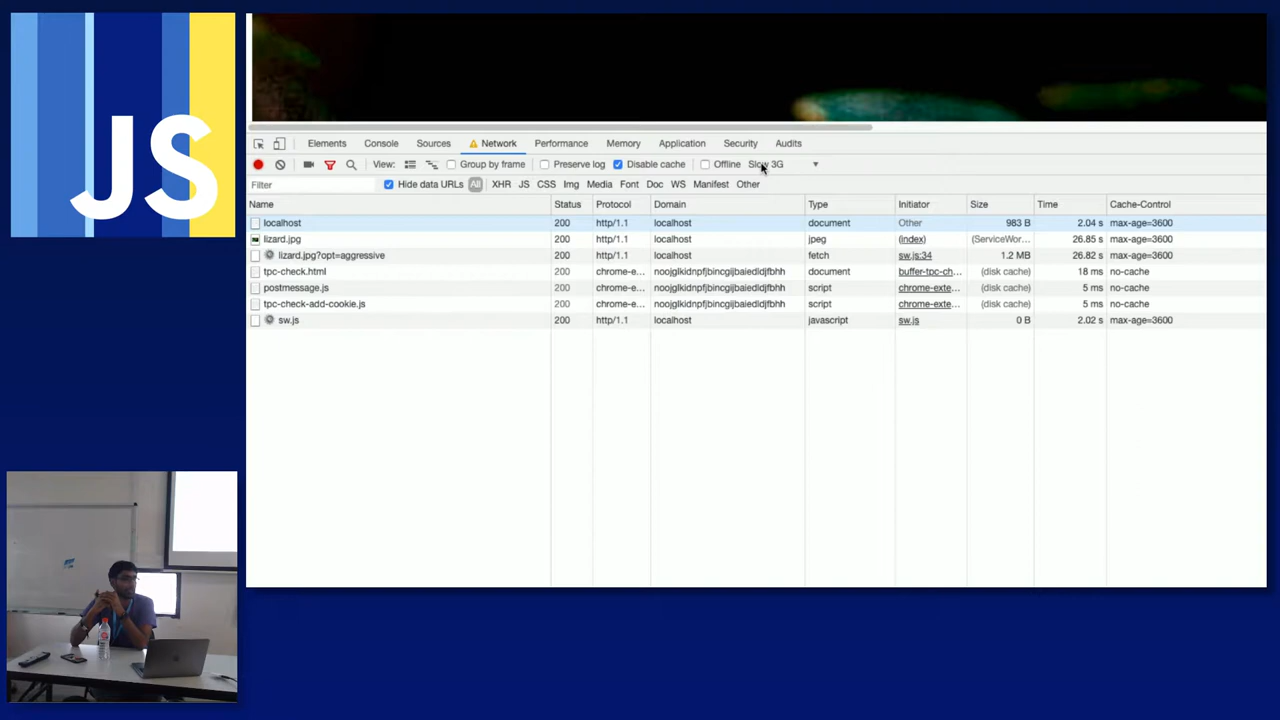 JS
Elements Console Sources Network Performance Memory Application Security Audits
View: Group by frame Preserve log Disable cache Offline Slow 3G
Filter Hide data URLs All XHR JS CSS Img Media Font Doc WS Manifest Other
Name Status Protocol Domain Type Initiator Size Time Cache-Control
localhost 200 http/1.1 localhost document Other 983 B 2.04 s max-age=3600
lizard.jpg 200 http/1.1 localhost jpeg (index) (ServiceWor... 26.85 s max-age=3600
lizard.jpg?opt=aggressive 200 http/1.1 localhost fetch sw.js:34 1.2 MB 26.82 s max-age=3600
tpc-check.html 200 chrome-e... noojglkidnpfjbincgijbaiedldjfbhh document buffer-tpc-ch... (disk cache) 18 ms no-cache
postmessage.js 200 chrome-e... noojglkidnpfjbincgijbaiedldjfbhh script chrome-exte... (disk cache) 5 ms no-cache
tpc-check-add-cookie.js 200 chrome-e... noojglkidnpfjbincgijbaiedldjfbhh script chrome-exte... (disk cache) 5 ms no-cache
sw.js 200 http/1.1 localhost javascript sw.js 0 B 2.02 s max-age=3600